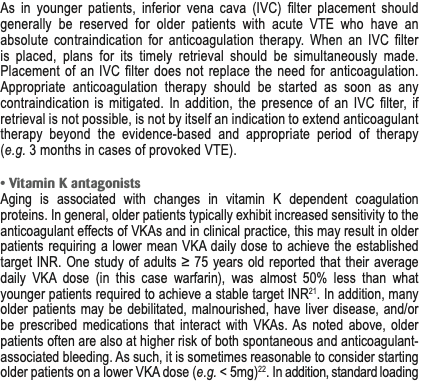 As in younger patients, inferior vena cava (IVC) filter placement should
generally be reserved for older patients with acute VTE who have an
absolute contraindication for anticoagulation therapy. When an IVC filter
is placed, plans for its timely retrieval should be simultaneously made.
Placement of an IVC filter does not replace the need for anticoagulation.
Appropriate anticoagulation therapy should be started as soon as any
contraindication is mitigated. In addition, the presence of an IVC filter, if
retrieval is not possible, is not by itself an indication to extend anticoagulant
therapy beyond the evidence-based and appropriate period of therapy
(e.g. 3 months in cases of provoked VTE).
• Vitamin K antagonists
Aging is associated with changes in vitamin K dependent coagulation
proteins. In general, older patients typically exhibit increased sensitivity to the
anticoagulant effects of VKAs and in clinical practice, this may result in older
patients requiring a lower mean VKA daily dose to achieve the established
target INR. One study of adults ≥ 75 years old reported that their average
daily VKA dose (in this case warfarin), was almost 50% less than what
younger patients required to achieve a stable target INR21. In addition, many
older patients may be debilitated, malnourished, have liver disease, and/or
be prescribed medications that interact with VKAs. As noted above, older
patients often are also at higher risk of both spontaneous and anticoagulant-
associated bleeding. As such, it is sometimes reasonable to consider starting
older patients on a lower VKA dose (e.g. < 5mg)22. In addition, standard loading